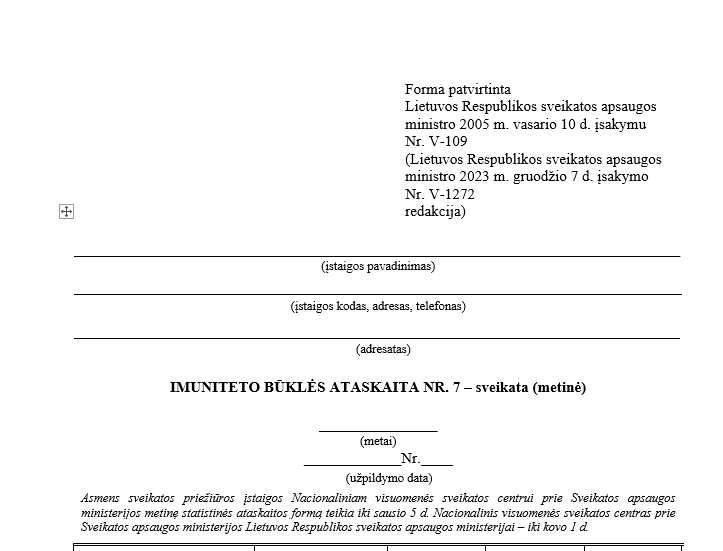 Forma patvirtinta
Lietuvos Respublikos sveikatos apsaugos
ministro 2005 m. vasario 10 d. įsakymu
Nr. V-109
(Lietuvos Respublikos sveikatos apsaugos
ministro 2023 m. gruodžio 7 d. įsakymo
Nr. V-1272
redakcija)
(įstaigos pavadinimas)
(įstaigos kodas, adresas, telefonas)
(adresatas)
IMUNITETO BŪKLĖS ATASKAITA NR. 7 – sveikata (metinė)
(metai)
_____________Nr.____
(užpildymo data)
Asmens sveikatos priežiūros įstaigos Nacionaliniam visuomenės sveikatos centrui prie Sveikatos apsaugos
ministerijos metinę statistinės ataskaitos formą teikia iki sausio 5 d. Nacionalinis visuomenės sveikatos centras prie
Sveikatos apsaugos ministerijos Lietuvos Respublikos sveikatos apsaugos ministerijai – iki kovo 1 d.